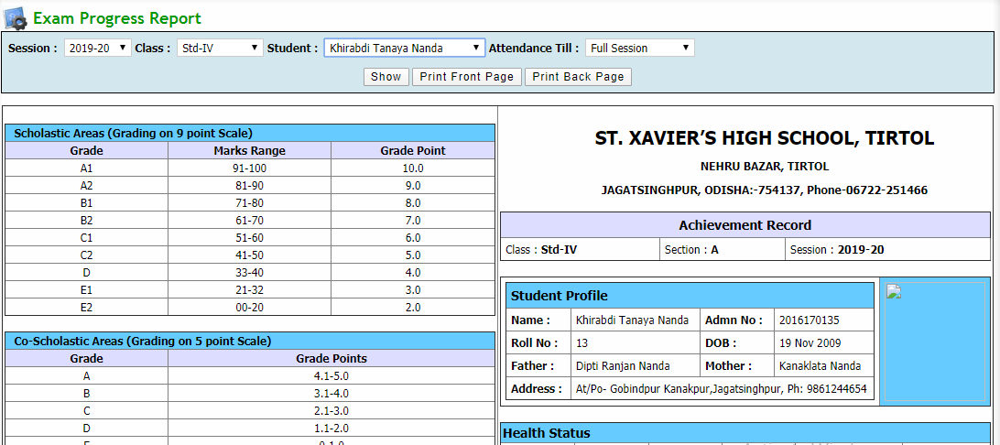 Exam Progress Report
Session : 2019-20 Class : Std-IV Student : Khirabdi Tanaya Nanda Attendance Till : Full Session
Show Print Front Page Print Back Page
Scholastic Areas (Grading on 9 point Scale)
Grade Marks Range Grade Point
A1 91-100 10.0
A2 81-90 9.0
B1 71-80 8.0
B2 61-70 7.0
C1 51-60 6.0
C2 41-50 5.0
D 33-40 4.0
E1 21-32 3.0
E2 00-20 2.0
Co-Scholastic Areas (Grading on 5 point Scale)
Grade Grade Points
A 4.1-5.0
B 3.1-4.0
C 2.1-3.0
D 1.1-2.0
E 0-1.0
ST. XAVIER’S HIGH SCHOOL, TIRTOL
NEHRU BAZAR, TIRTOL
JAGATSINGHPUR, ODISHA:-754137, Phone-06722-251466
Achievement Record
Class : Std-IV Section : A Session : 2019-20
Student Profile
Name : Khirabdi Tanaya Nanda Admn No : 2016170135
Roll No : 13 DOB : 19 Nov 2009
Father : Dipti Ranjan Nanda Mother : Kanaklata Nanda
Address : At/Po- Gobindpur Kanakpur,Jagatsinghpur, Ph: 9861244654
Health Status